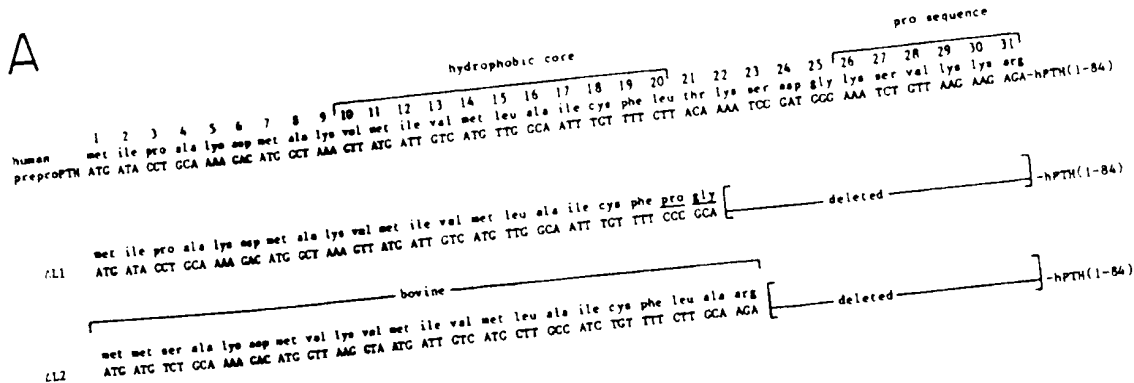 A
hydrophobic core
pro sequence
1 2 3 4 5 6 7 8 9 10 11 12 13 14 15 16 17 18 19 20 21 22 23 24 25 26 27 28 29 30 31
human met ile pro ala lys asp met ala lys val met ile val met leu ala ile cys phe leu thr lys ser asp gly lys ser val lys lys arg
preproPTH ATG ATA CCT GCA AAA GAC ATG GCT AAA GTT ATG ATT GTC ATG TTG GCA ATT TGT TTT CTT ACA AAA TCG GAT GGG AAA TCT GTT AAG AAG AGA-hPTH(1-84)
met ile pro ala lys asp met ala lys val met ile val met leu ala ile cys phe pro gly
ΔL1 ATG ATA CCT GCA AAA GAC ATG GCT AAA GTT ATG ATT GTC ATG TTG GCA ATT TGT TTT CCC GCA deleted -hPTH(1-84)
bovine
met met ser ala lys asp met val lys val met ile val met leu ala ile cys phe leu ala arg
ΔL2 ATG ATG TCT GCA AAA GAC ATG GTT AAG GTA ATG ATT GTC ATG CTT GCC ATC TGT TTT CTT GCA AGA deleted -hPTH(1-84)